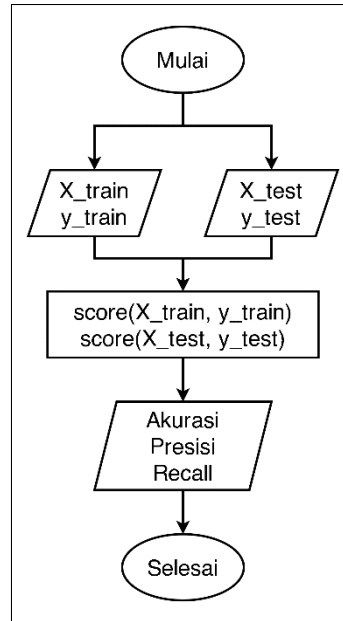 Mulai
X_train
y_train
X_test
y_test
score(X_train, y_train)
score(X_test, y_test)
Akurasi
Presisi
Recall
Selesai